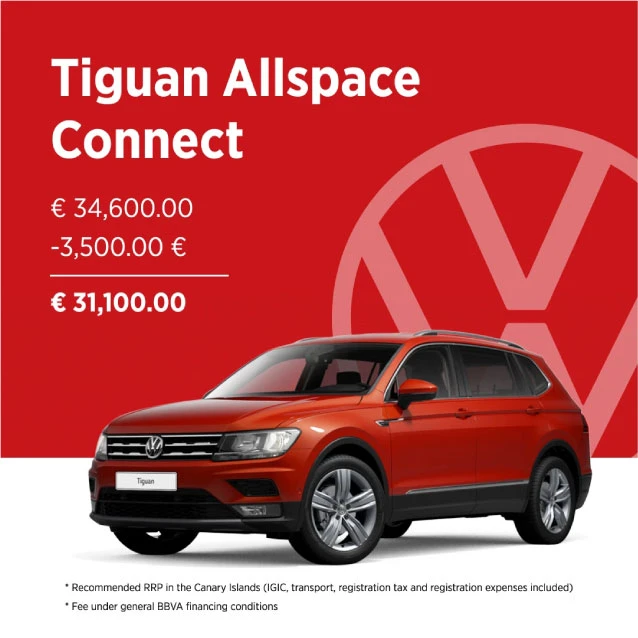 Tiguan Allspace
Connect
€ 34,600.00
-3,500.00 €
€ 31,100.00
Tiguan
* Recommended RRP in the Canary Islands (IGIC, transport, registration tax and registration expenses included)
* Fee under general BBVA financing conditions